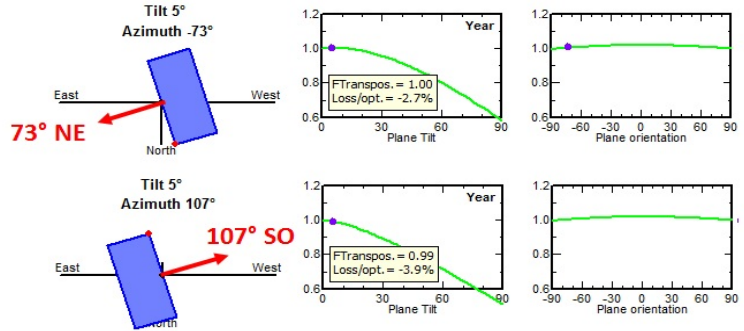 Tilt 5°
Azimuth -73°
East
West
73° NE
North
1.2
1.0
0.8
0.6
Year
FTranspos.= 1.00
Loss/opt.= -2.7%
0
30
60
90
Plane Tilt
1.2
1.0
0.8
0.6
-90
-60
-30
0
30
60
90
Plane orientation
Tilt 5°
Azimuth 107°
107° SO
East
West
1.2
1.0
0.8
0.6
Year
FTranspos.= 0.99
Loss/opt.= -3.9%
0
30
60
90
Plane Tilt
1.2
1.0
0.8
0.6
-90
-60
-30
0
30
60
90
Plane orientation